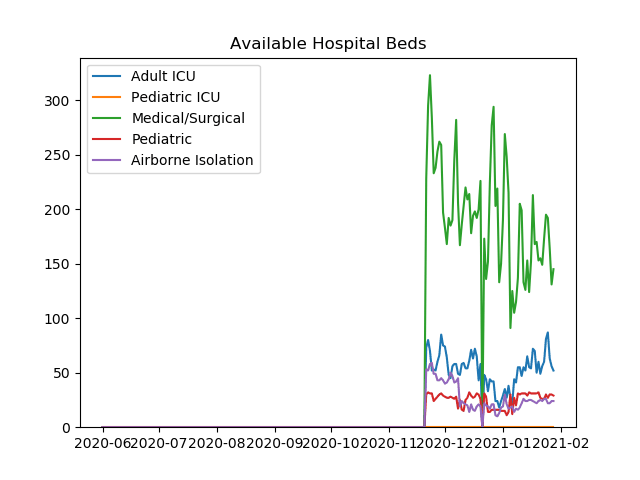 Available Hospital Beds
Adult ICU
Pediatric ICU
Medical/Surgical
Pediatric
Airborne Isolation
300
250
200
150
100
50
0
2020-06 2020-07 2020-08 2020-09 2020-10 2020-11 2020-12 2021-01 2021-02